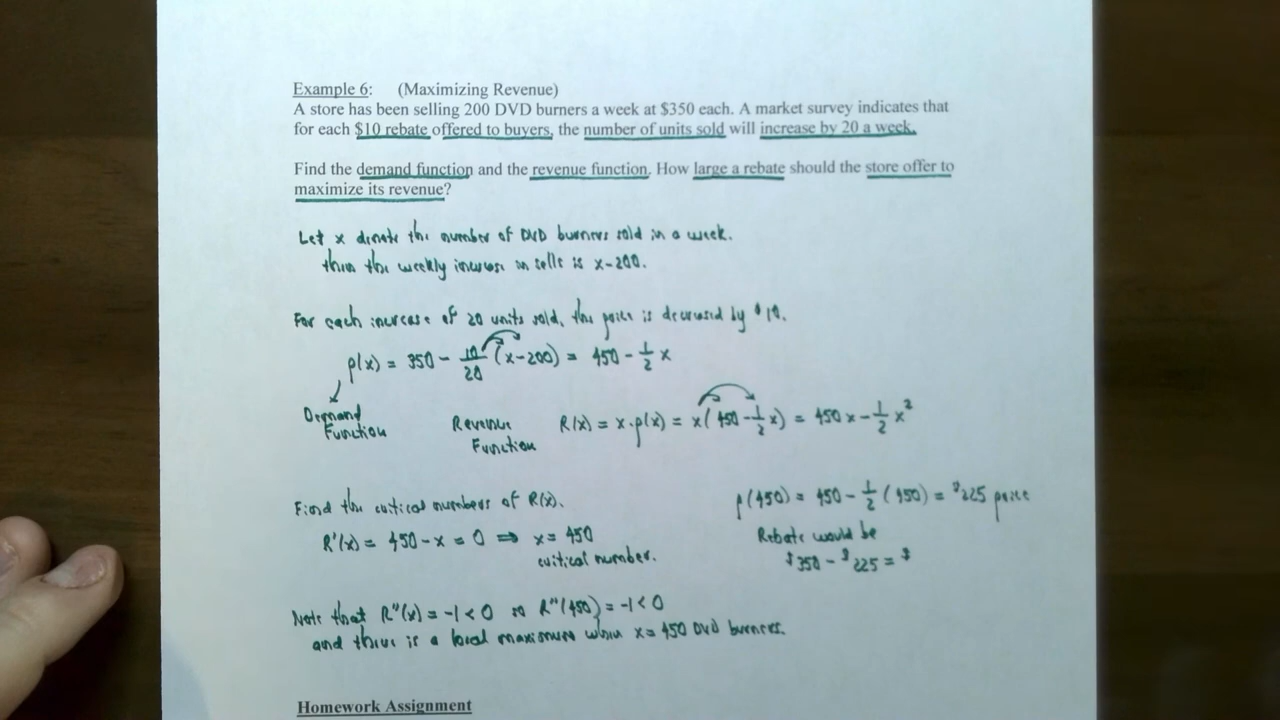 Example 6: (Maximizing Revenue)
A store has been selling 200 DVD burners a week at $350 each. A market survey indicates that
for each $10 rebate offered to buyers, the number of units sold will increase by 20 a week.
Find the demand function and the revenue function. How large a rebate should the store offer to
maximize its revenue?
Let x denote the number of DVD burners sold in a week.
then the weekly increase in sells is x-200.
For each increase of 20 units sold, the price is decreased by $10.
p(x) = 350 - 10/20 (x-200) = 450 - 1/2 x
Demand
Function
Revenue
Function
R(x) = x·p(x) = x(450 - 1/2 x) = 450x - 1/2 x²
Find the critical numbers of R(x).
R'(x) = 450 - x = 0 ⇒ x = 450
critical number.
p(450) = 450 - 1/2 (450) = $225 price
Rebate would be
$350 - $225 = $
Note that R''(x) = -1 < 0 so R''(450) = -1 < 0
and there is a local maximum when x = 450 DVD burners.
Homework Assignment